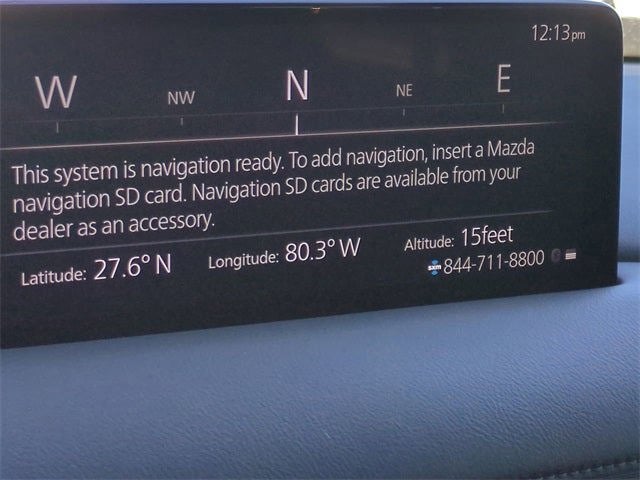 12:13pm
W NW N NE E
This system is navigation ready. To add navigation, insert a Mazda
navigation SD card. Navigation SD cards are available from your
dealer as an accessory.
Latitude: 27.6° N Longitude: 80.3° W Altitude: 15feet
sxm 844-711-8800